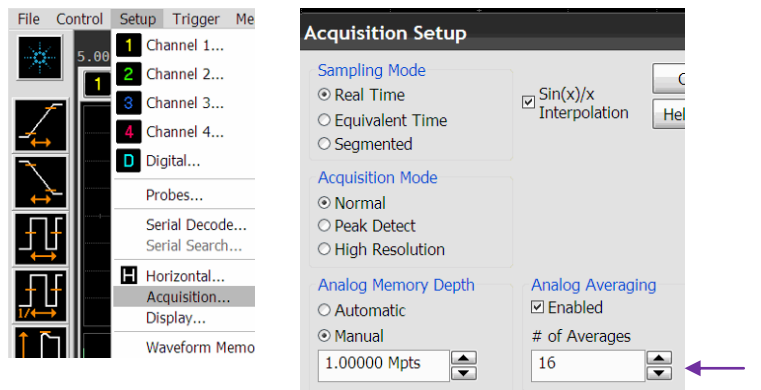 File Control Setup Trigger Me
5.00
1
1 Channel 1...
2 Channel 2...
3 Channel 3...
4 Channel 4...
D Digital...
Probes...
Serial Decode...
Serial Search...
H Horizontal...
Acquisition...
Display...
Waveform Memo
1/
Acquisition Setup
Sampling Mode
Real Time
Equivalent Time
Segmented
Sin(x)/x
Interpolation
Hel
Acquisition Mode
Normal
Peak Detect
High Resolution
Analog Memory Depth
Automatic
Manual
1.00000 Mpts
Analog Averaging
Enabled
# of Averages
16